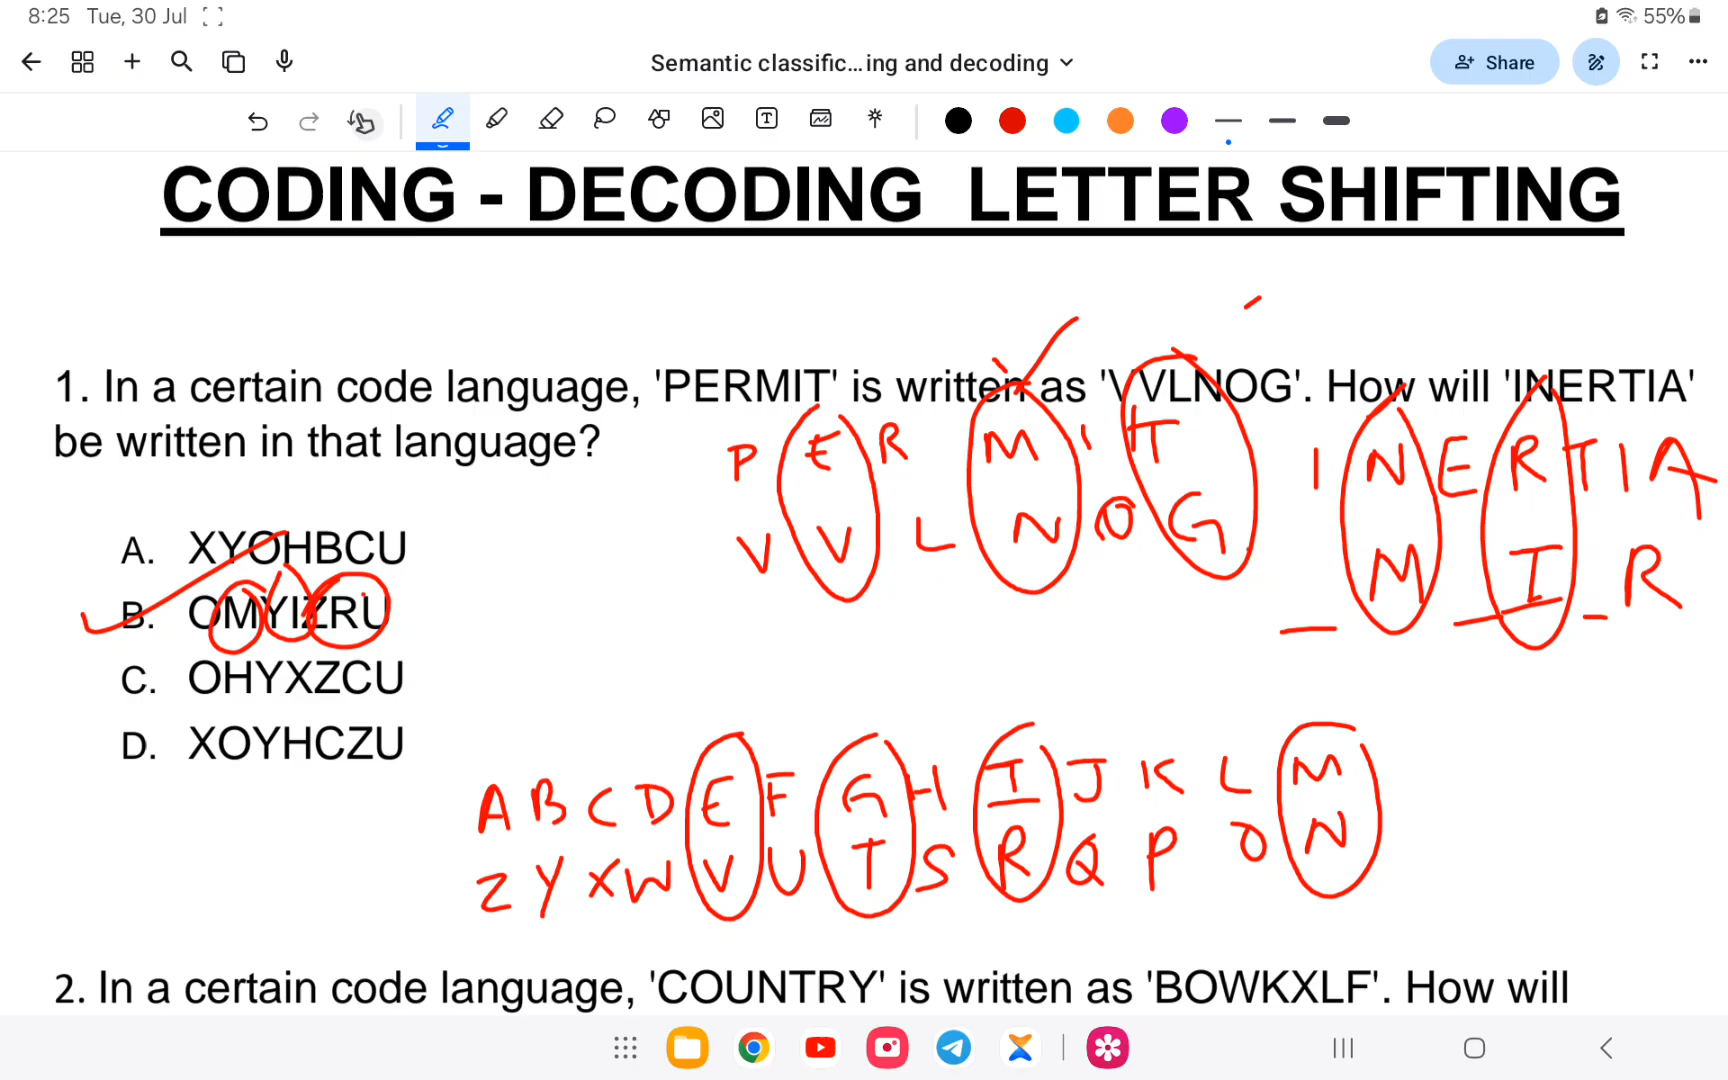 8:25 Tue, 30 Jul 55%
Semantic classific...ing and decoding Share
CODING - DECODING LETTER SHIFTING
1. In a certain code language, 'PERMIT' is written as 'VVLNOG'. How will 'INERTIA'
be written in that language?
P E R M I T
V V L N O G
I N E R T I A
_ M _ I _ R
A. XYOHBCU
B. OMYIZRU
C. OHYXZCU
D. XOYHCZU
A B C D E F G H I J K L M
Z Y X W V U T S R Q P O N
2. In a certain code language, 'COUNTRY' is written as 'BOWKXLF'. How will